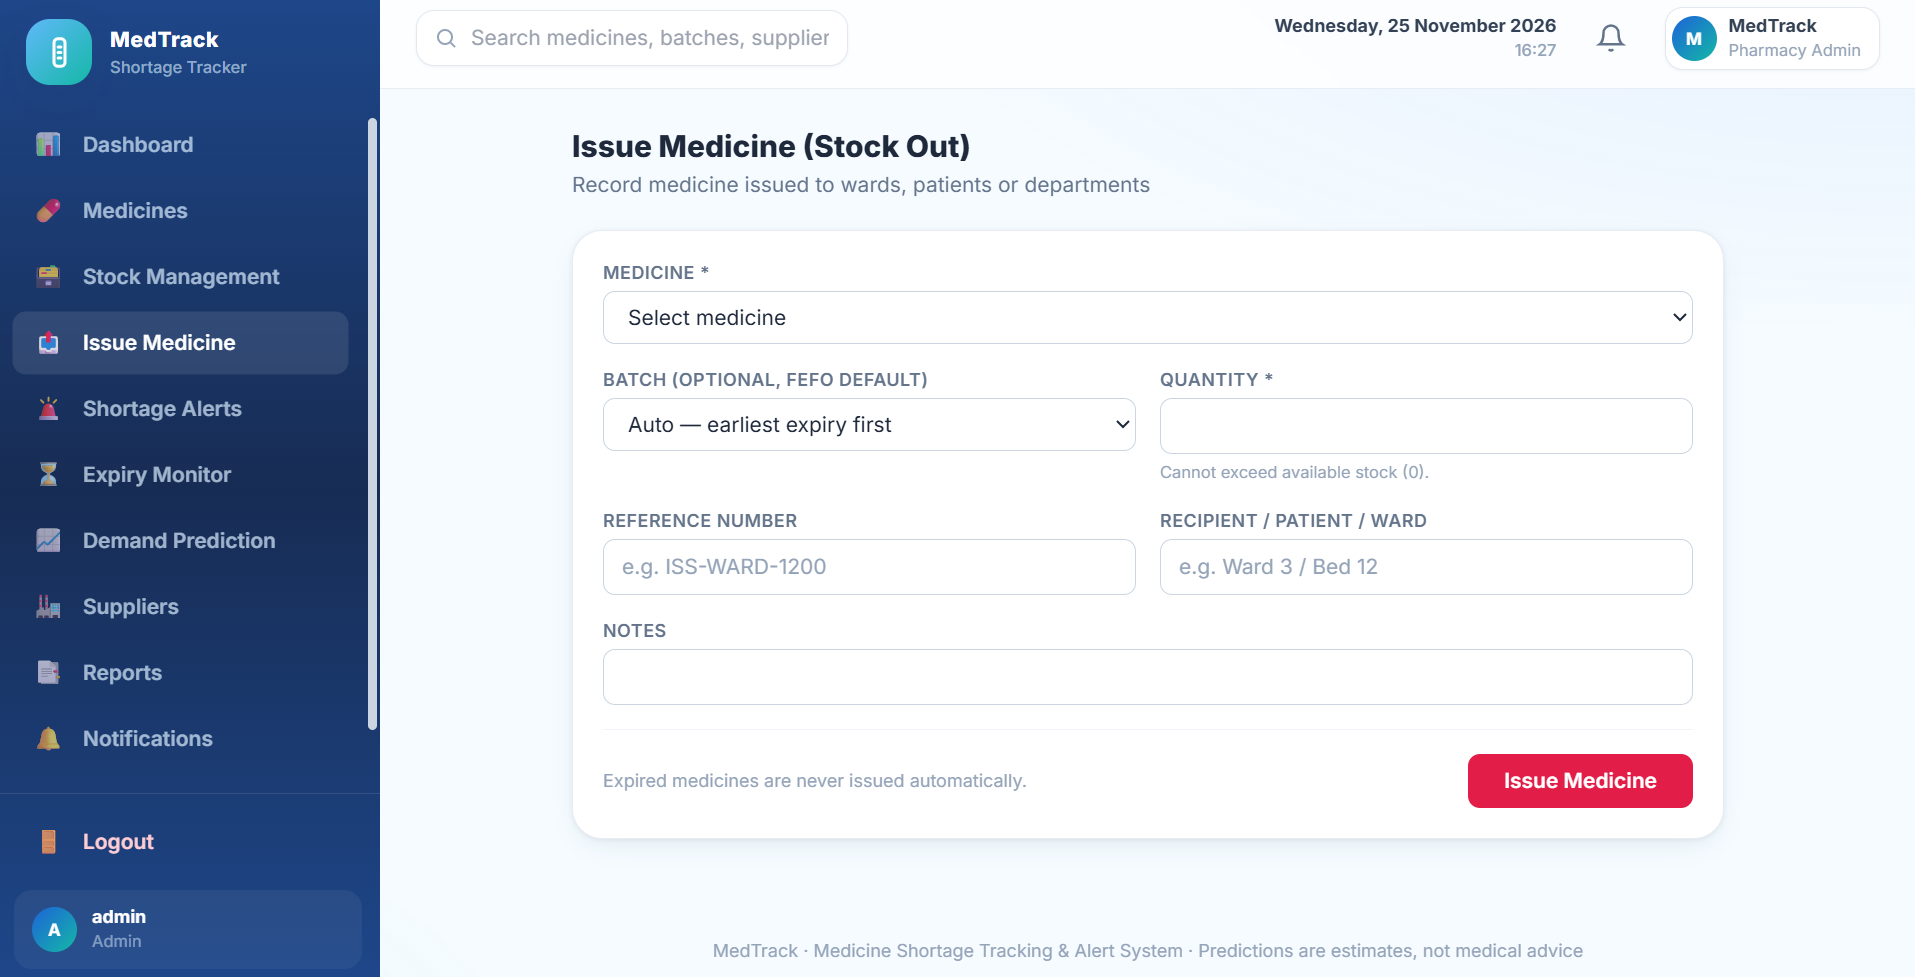 MedTrack
Shortage Tracker
Dashboard
Medicines
Stock Management
Issue Medicine
Shortage Alerts
Expiry Monitor
Demand Prediction
Suppliers
Reports
Notifications
Logout
A
admin
Admin
Search medicines, batches, supplier
Wednesday, 25 November 2026
16:27
M
MedTrack
Pharmacy Admin
Issue Medicine (Stock Out)
Record medicine issued to wards, patients or departments
MEDICINE *
Select medicine
BATCH (OPTIONAL, FEFO DEFAULT)
Auto — earliest expiry first
QUANTITY *
Cannot exceed available stock (0).
REFERENCE NUMBER
e.g. ISS-WARD-1200
RECIPIENT / PATIENT / WARD
e.g. Ward 3 / Bed 12
NOTES
Expired medicines are never issued automatically.
Issue Medicine
MedTrack · Medicine Shortage Tracking & Alert System · Predictions are estimates, not medical advice